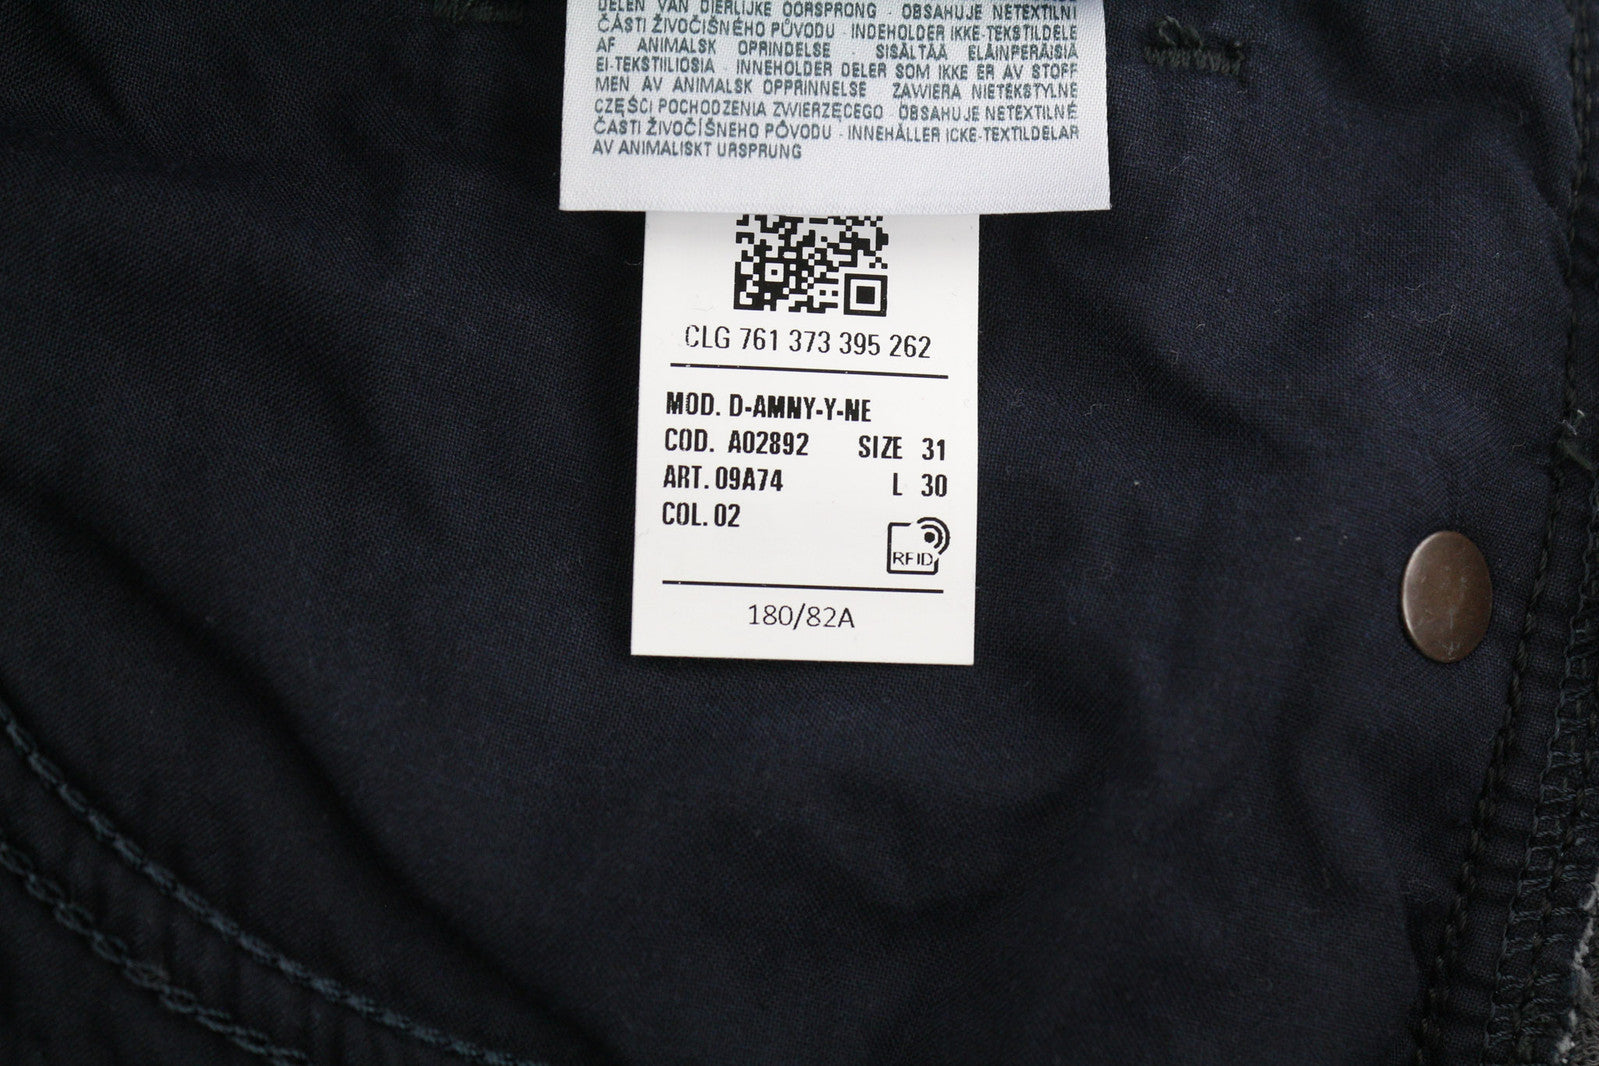 DELEN VAN DIERLIJKE OORSPRONG - OBSAHUJE NETEXTILNÍ
ČÁSTI ŽIVOČIŠNÉHO PŮVODU - INDEHOLDER IKKE-TEKSTILDELE
AF ANIMALSK OPRINDELSE - SISÄLTÄÄ ELÄINPERÄISIÄ
EI-TEKSTIILIOSIA - INNEHOLDER DELER SOM IKKE ER AV STOFF
MEN AV ANIMALSK OPPRINNELSE - ZAWIERA NIETEKSTYLNE
CZĘŚCI POCHODZENIA ZWIERZĘCEGO - OBSAHUJE NETEXTILNÉ
ČASTI ŽIVOČÍŠNEHO PÔVODU - INNEHÅLLER ICKE-TEXTILDELAR
AV ANIMALISKT URSPRUNG
CLG 761 373 395 262
MOD. D-AMNY-Y-NE
COD. A02892 SIZE 31
ART. 09A74 L 30
COL. 02
RFID
180/82A